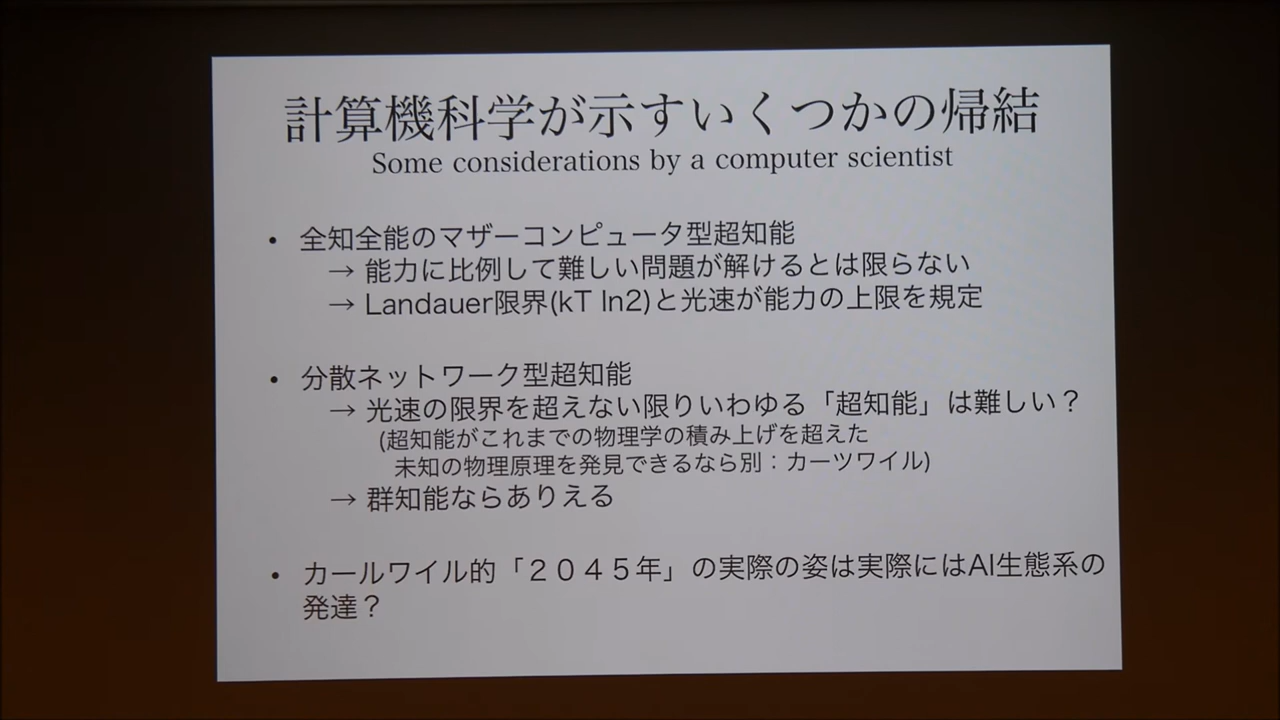 計算機科学が示すいくつかの帰結
Some considerations by a computer scientist
• 全知全能のマザーコンピュータ型超知能
→ 能力に比例して難しい問題が解けるとは限らない
→ Landauer限界(kT ln2)と光速が能力の上限を規定
• 分散ネットワーク型超知能
→ 光速の限界を超えない限りいわゆる「超知能」は難しい？
(超知能がこれまでの物理学の積み上げを超えた
未知の物理原理を発見できるなら別：カーツワイル)
→ 群知能ならありえる
• カールワイル的「２０４５年」の実際の姿は実際にはAI生態系の
発達？